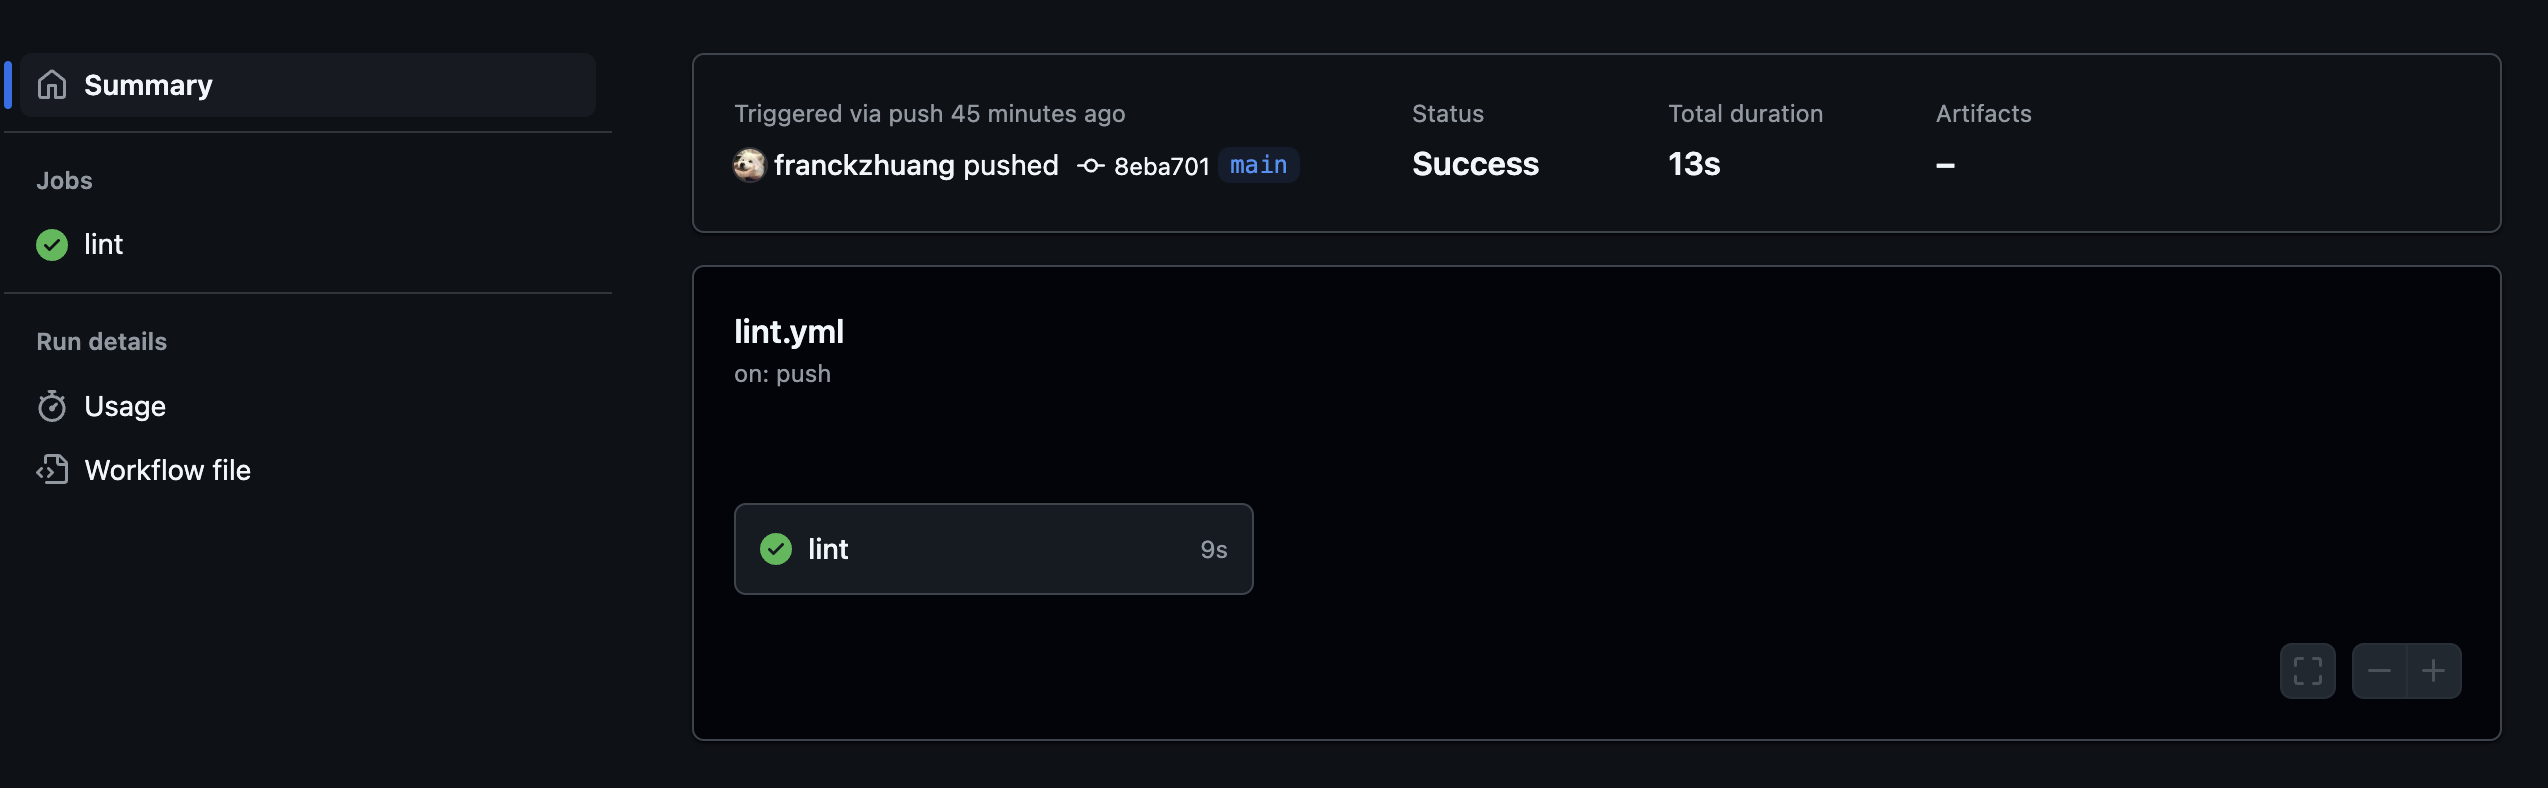 Summary
Jobs
lint
Run details
Usage
Workflow file
Triggered via push 45 minutes ago
franckzhuang pushed 8eba701 main
Status
Success
Total duration
13s
Artifacts
–
lint.yml
on: push
lint 9s